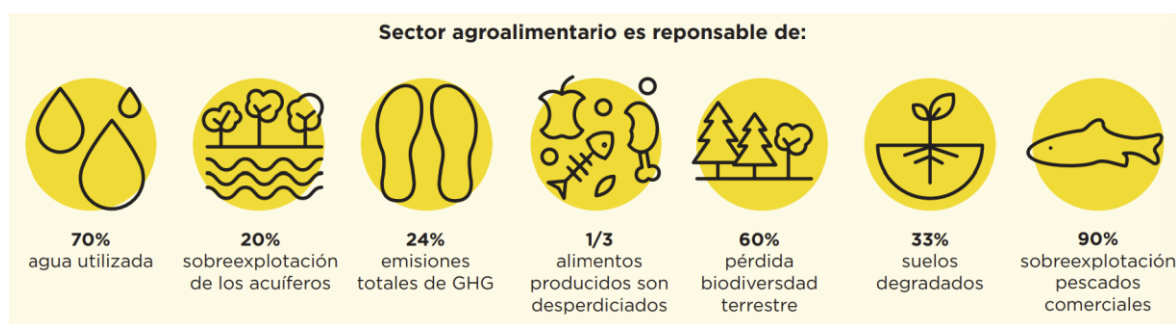 Sector agroalimentario es reponsable de:
70%
agua utilizada
20%
sobreexplotación
de los acuíferos
24%
emisiones
totales de GHG
1/3
alimentos
producidos son
desperdiciados
60%
pérdida
biodiversdad
terrestre
33%
suelos
degradados
90%
sobreexplotación
pescados
comerciales